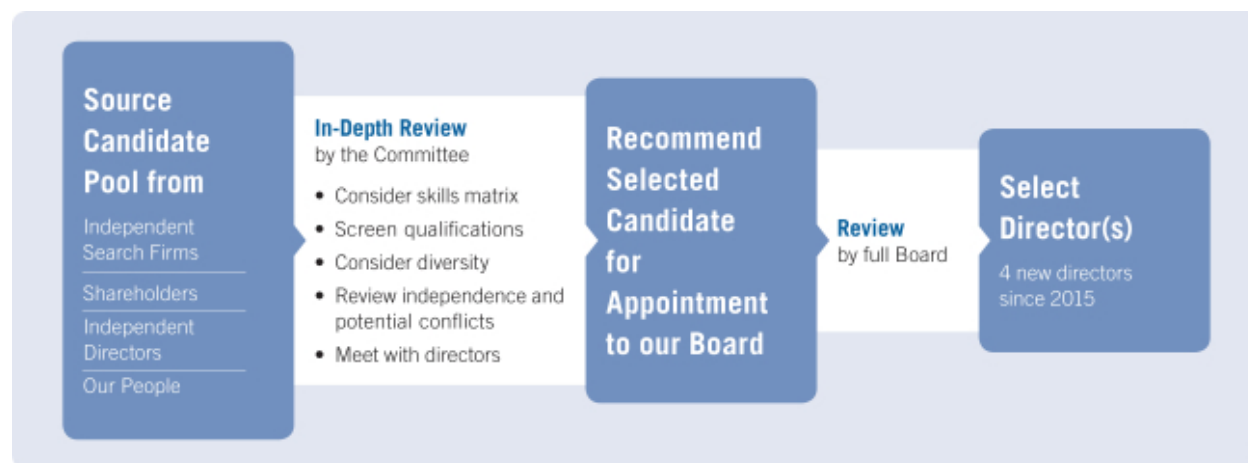 Source
Candidate
Pool from
Independent
Search Firms
Shareholders
Independent
Directors
Our People
In-Depth Review
by the Committee
• Consider skills matrix
• Screen qualifications
• Consider diversity
• Review independence and
potential conflicts
• Meet with directors
Recommend
Selected
Candidate
for
Appointment
to our Board
Review
by full Board
Select
Director(s)
4 new directors
since 2015